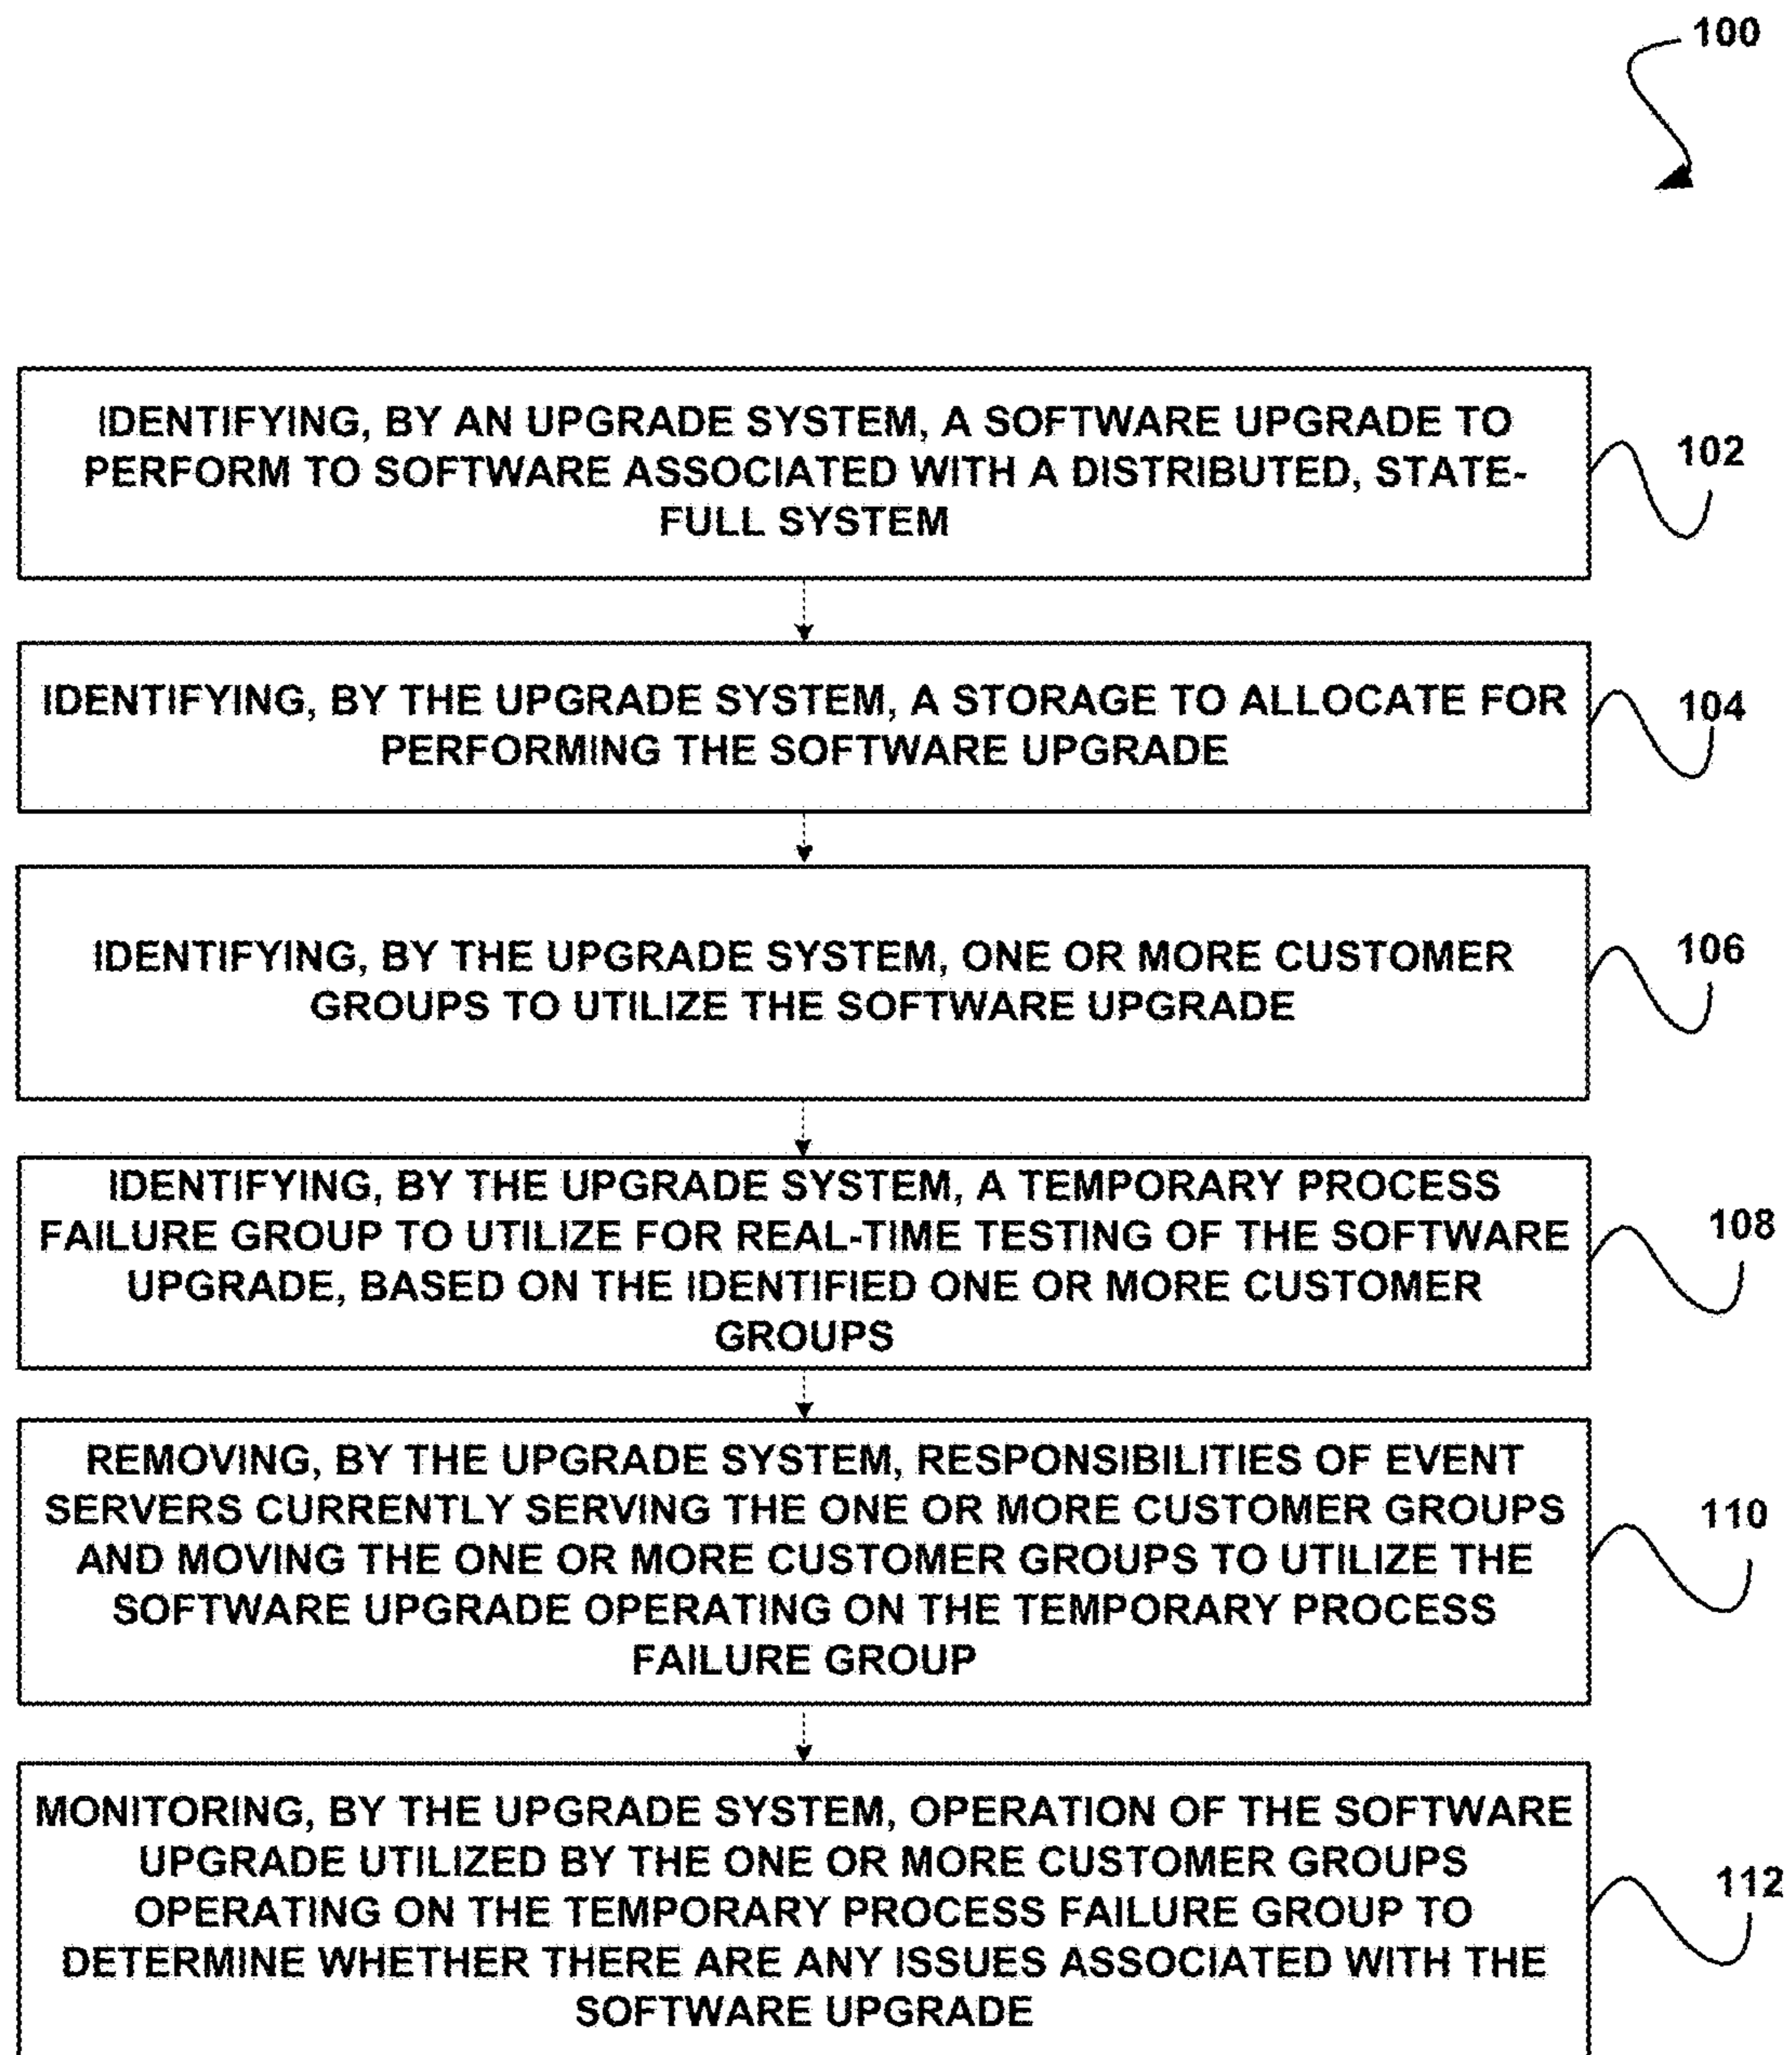 100
IDENTIFYING, BY AN UPGRADE SYSTEM, A SOFTWARE UPGRADE TO
PERFORM TO SOFTWARE ASSOCIATED WITH A DISTRIBUTED, STATE-
FULL SYSTEM
102
IDENTIFYING, BY THE UPGRADE SYSTEM, A STORAGE TO ALLOCATE FOR
PERFORMING THE SOFTWARE UPGRADE
104
IDENTIFYING, BY THE UPGRADE SYSTEM, ONE OR MORE CUSTOMER
GROUPS TO UTILIZE THE SOFTWARE UPGRADE
106
IDENTIFYING, BY THE UPGRADE SYSTEM, A TEMPORARY PROCESS
FAILURE GROUP TO UTILIZE FOR REAL-TIME TESTING OF THE SOFTWARE
UPGRADE, BASED ON THE IDENTIFIED ONE OR MORE CUSTOMER
GROUPS
108
REMOVING, BY THE UPGRADE SYSTEM, RESPONSIBILITIES OF EVENT
SERVERS CURRENTLY SERVING THE ONE OR MORE CUSTOMER GROUPS
AND MOVING THE ONE OR MORE CUSTOMER GROUPS TO UTILIZE THE
SOFTWARE UPGRADE OPERATING ON THE TEMPORARY PROCESS
FAILURE GROUP
110
MONITORING, BY THE UPGRADE SYSTEM, OPERATION OF THE SOFTWARE
UPGRADE UTILIZED BY THE ONE OR MORE CUSTOMER GROUPS
OPERATING ON THE TEMPORARY PROCESS FAILURE GROUP TO
DETERMINE WHETHER THERE ARE ANY ISSUES ASSOCIATED WITH THE
SOFTWARE UPGRADE
112